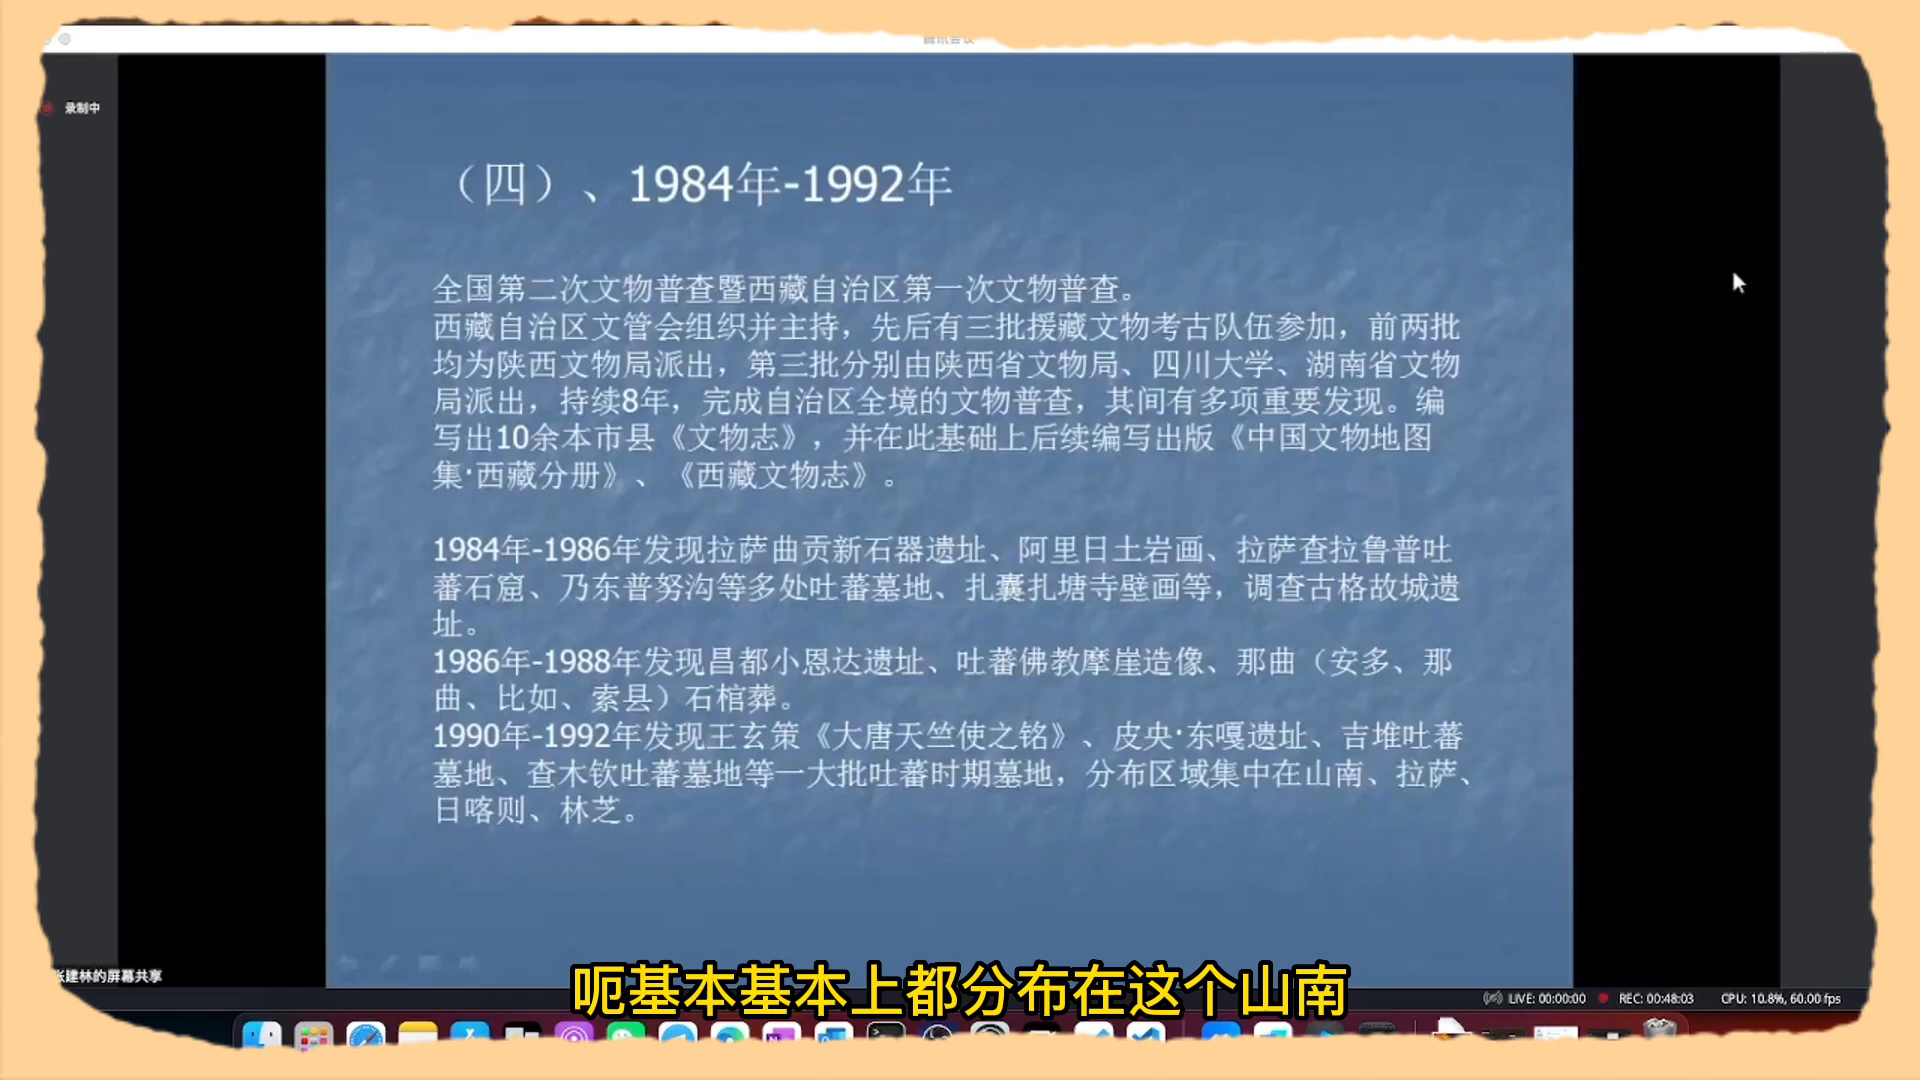 录制中
（四）、1984年-1992年
全国第二次文物普查暨西藏自治区第一次文物普查。
西藏自治区文管会组织并主持，先后有三批援藏文物考古队伍参加，前两批
均为陕西文物局派出，第三批分别由陕西省文物局、四川大学、湖南省文物
局派出，持续8年，完成自治区全境的文物普查，其间有多项重要发现。编
写出10余本市县《文物志》，并在此基础上后续编写出版《中国文物地图
集·西藏分册》、《西藏文物志》。
1984年-1986年发现拉萨曲贡新石器遗址、阿里日土岩画、拉萨查拉鲁普吐
蕃石窟、乃东普努沟等多处吐蕃墓地、扎囊扎塘寺壁画等，调查古格故城遗
址。
1986年-1988年发现昌都小恩达遗址、吐蕃佛教摩崖造像、那曲（安多、那
曲、比如、索县）石棺葬。
1990年-1992年发现王玄策《大唐天竺使之铭》、皮央·东嘎遗址、吉堆吐蕃
墓地、查木钦吐蕃墓地等一大批吐蕃时期墓地，分布区域集中在山南、拉萨、
日喀则、林芝。
张建林的屏幕共享
呃基本基本上都分布在这个山南
LIVE: 00:00:00 REC: 00:48:03 CPU: 10.8%, 60.00 fps